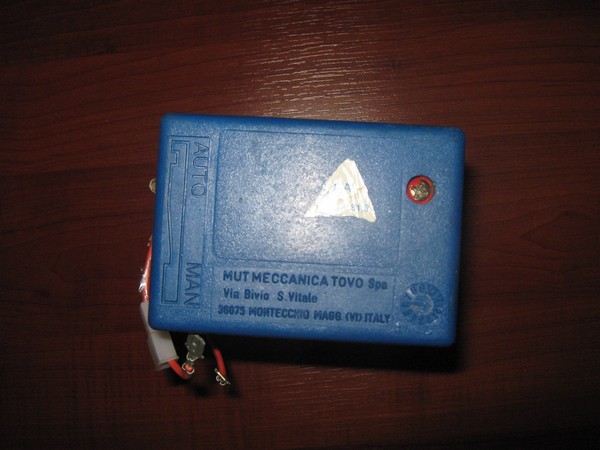 AUTO
MAN
MUT MECCANICA TOVO Spa
Via Bivio S. Vitale
36075 MONTECCHIO MAGG. (VI) ITALY